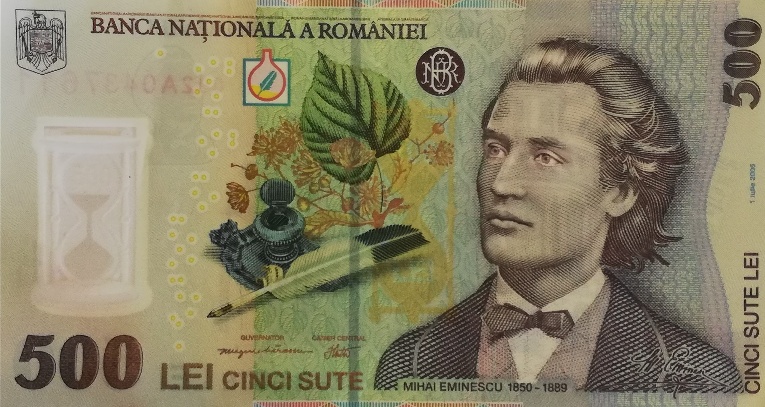 BANCA NAȚIONALĂ A ROMÂNIEI
500
1 iulie 2005
GUVERNATOR CASIER CENTRAL
500 LEI CINCI SUTE
MIHAI EMINESCU 1850 - 1889
CINCI SUTE LEI